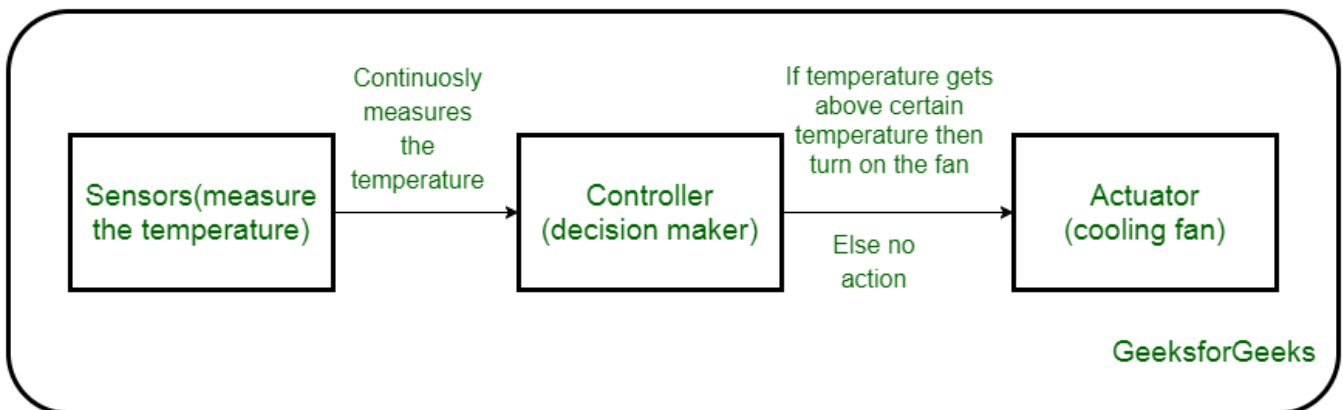 Sensors(measure
the temperature)
Continuosly
measures
the
temperature
Controller
(decision maker)
If temperature gets
above certain
temperature then
turn on the fan
Else no
action
Actuator
(cooling fan)
GeeksforGeeks